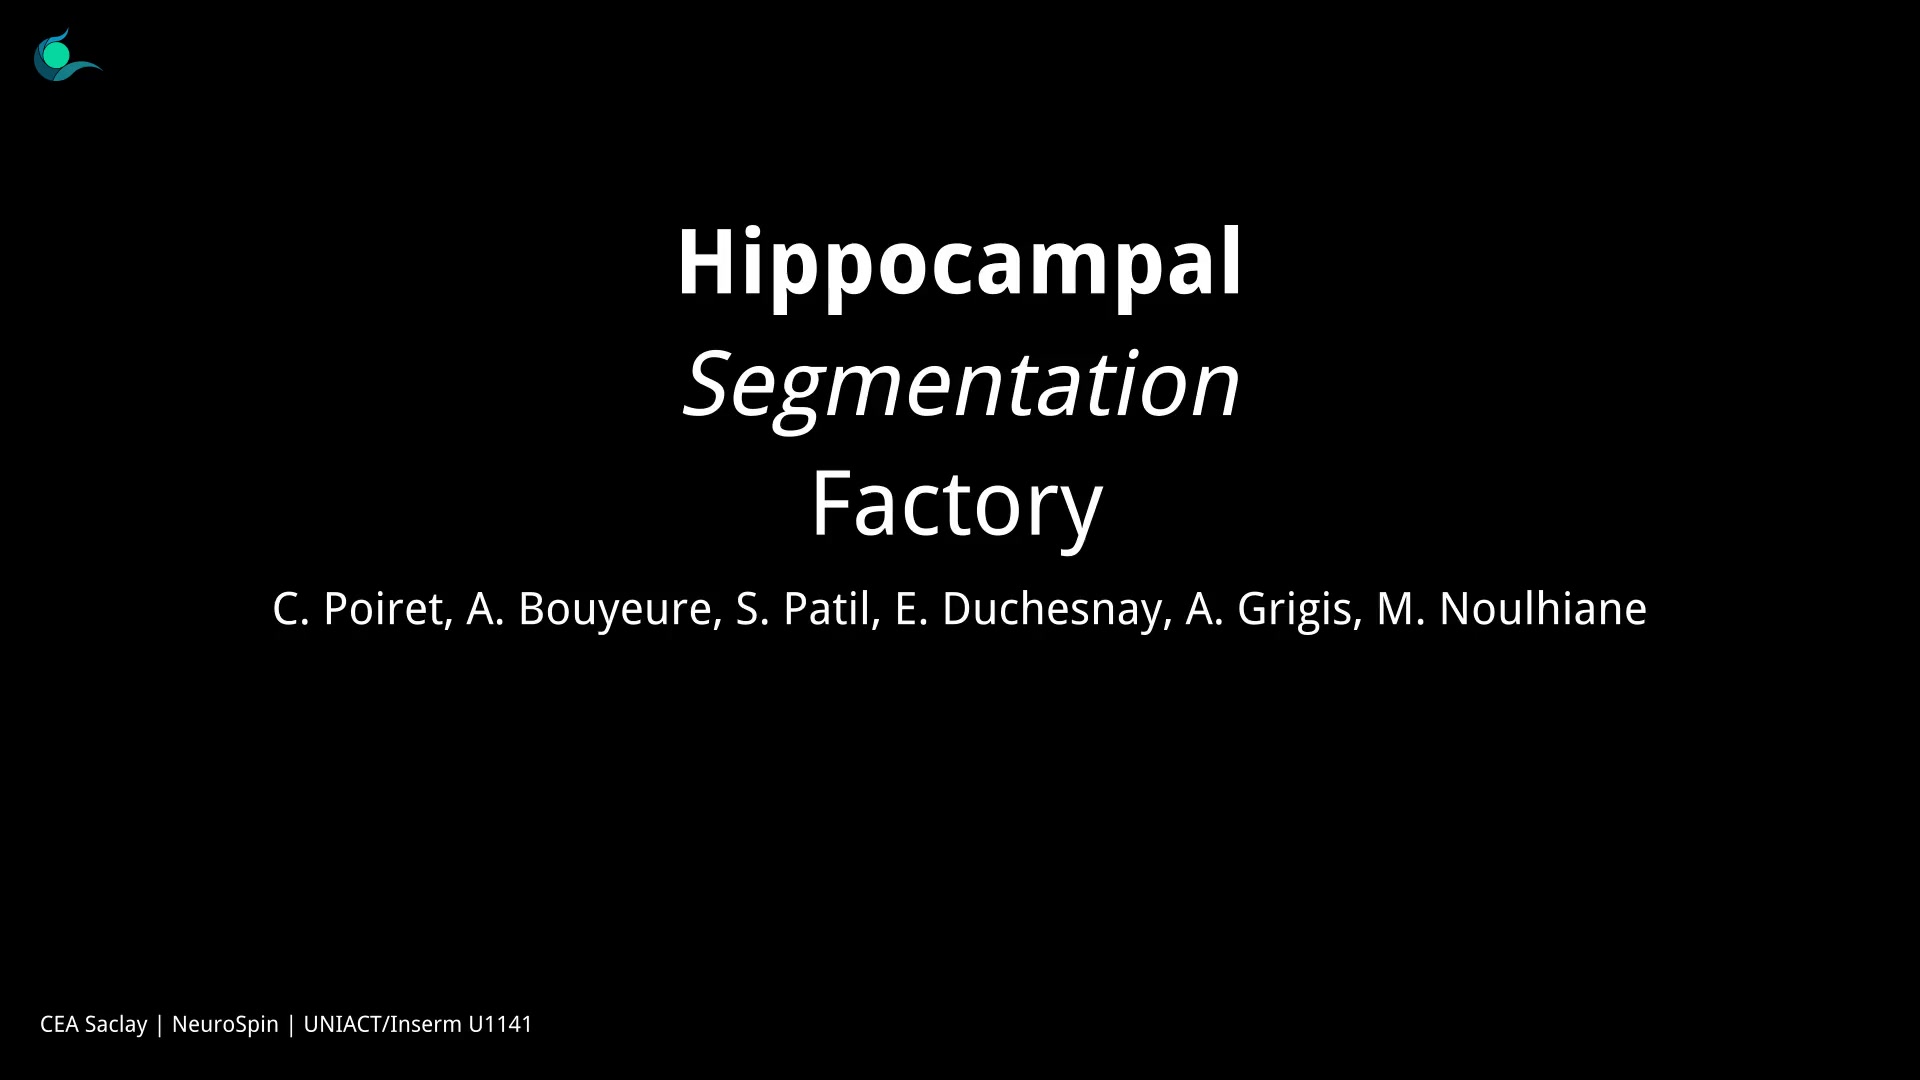 Hippocampal
Segmentation
Factory
C. Poiret, A. Bouyeure, S. Patil, E. Duchesnay, A. Grigis, M. Noulhiane
CEA Saclay | NeuroSpin | UNIACT/Inserm U1141